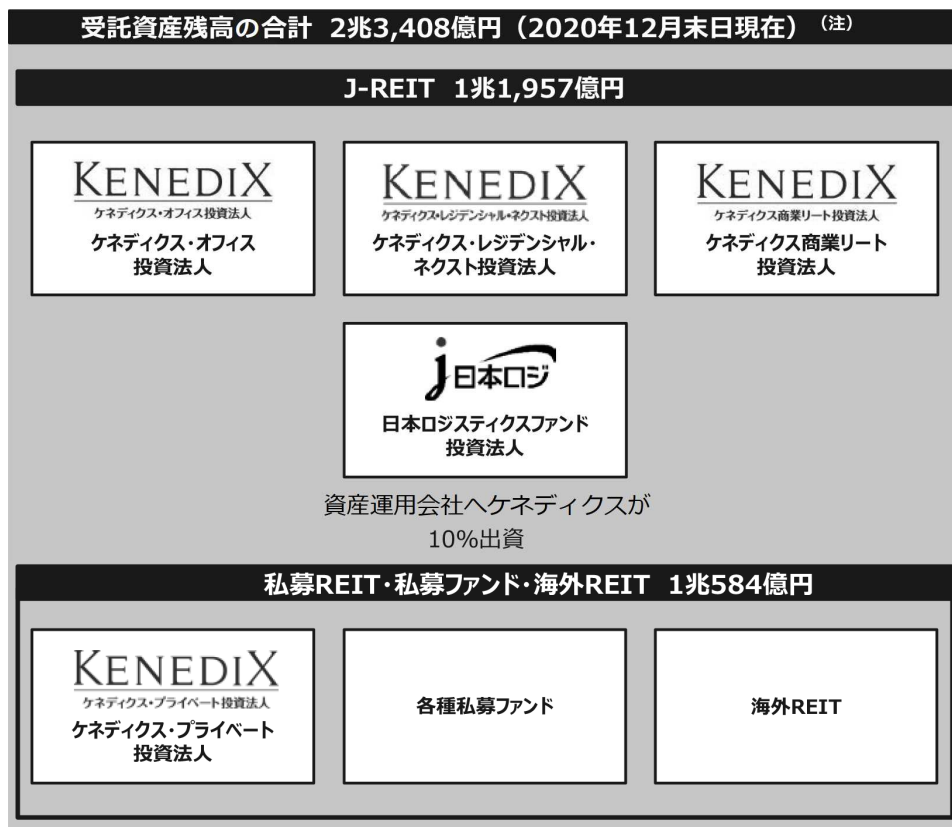 受託資産残高の合計 2兆3,408億円（2020年12月末日現在）（注）
J-REIT 1兆1,957億円
KENEDIX
ケネディクス・オフィス投資法人
ケネディクス・オフィス
投資法人
KENEDIX
ケネディクス・レジデンシャル・ネクスト投資法人
ケネディクス・レジデンシャル・
ネクスト投資法人
KENEDIX
ケネディクス商業リート投資法人
ケネディクス商業リート
投資法人
j日本ロジ
日本ロジスティクスファンド
投資法人
資産運用会社へケネディクスが
10%出資
私募REIT・私募ファンド・海外REIT 1兆584億円
KENEDIX
ケネディクス・プライベート投資法人
ケネディクス・プライベート
投資法人
各種私募ファンド
海外REIT